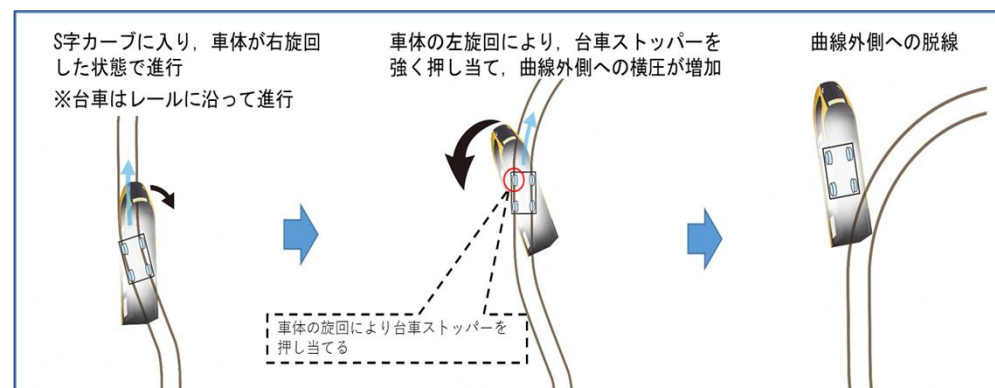 S字カーブに入り，車体が右旋回
した状態で進行
※台車はレールに沿って進行
車体の左旋回により，台車ストッパーを
強く押し当て，曲線外側への横圧が増加
曲線外側への脱線
車体の旋回により台車ストッパーを
押し当てる